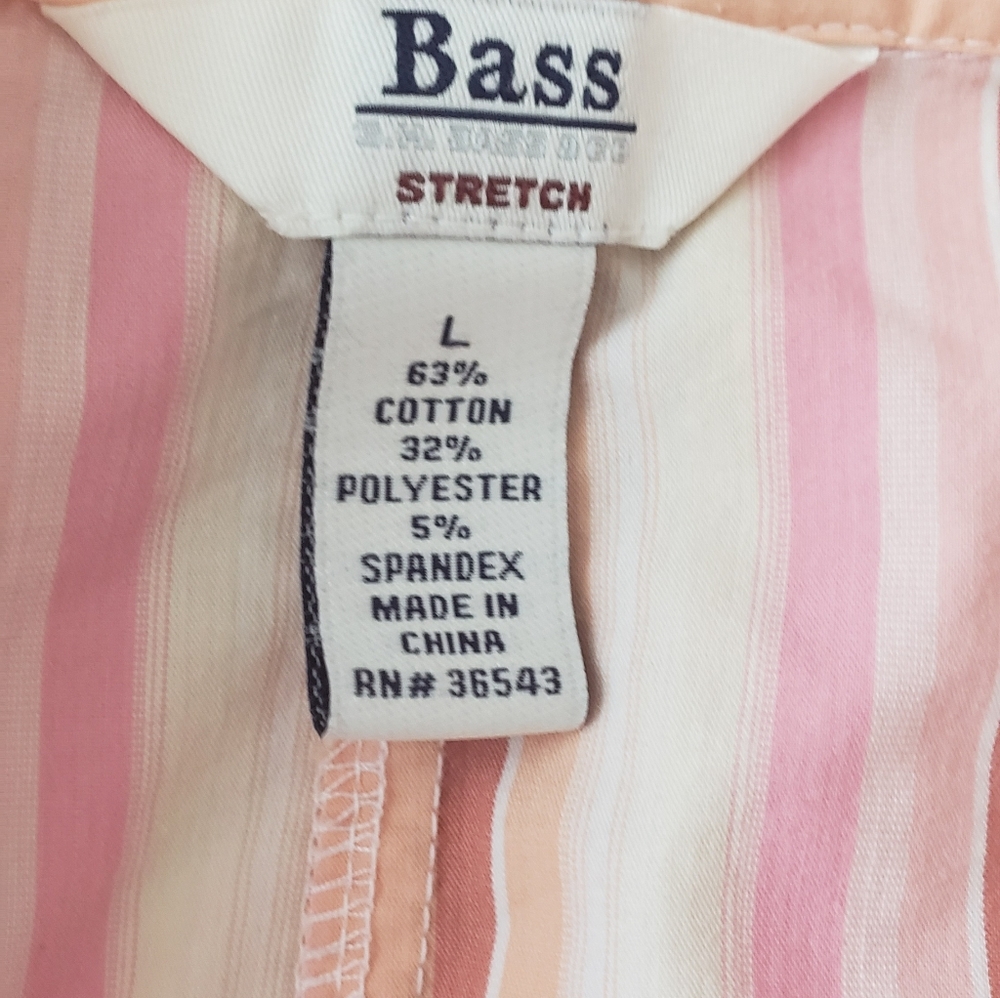 Bass
STRETCH
L
63%
COTTON
32%
POLYESTER
5%
SPANDEX
MADE IN
CHINA
RN# 36543